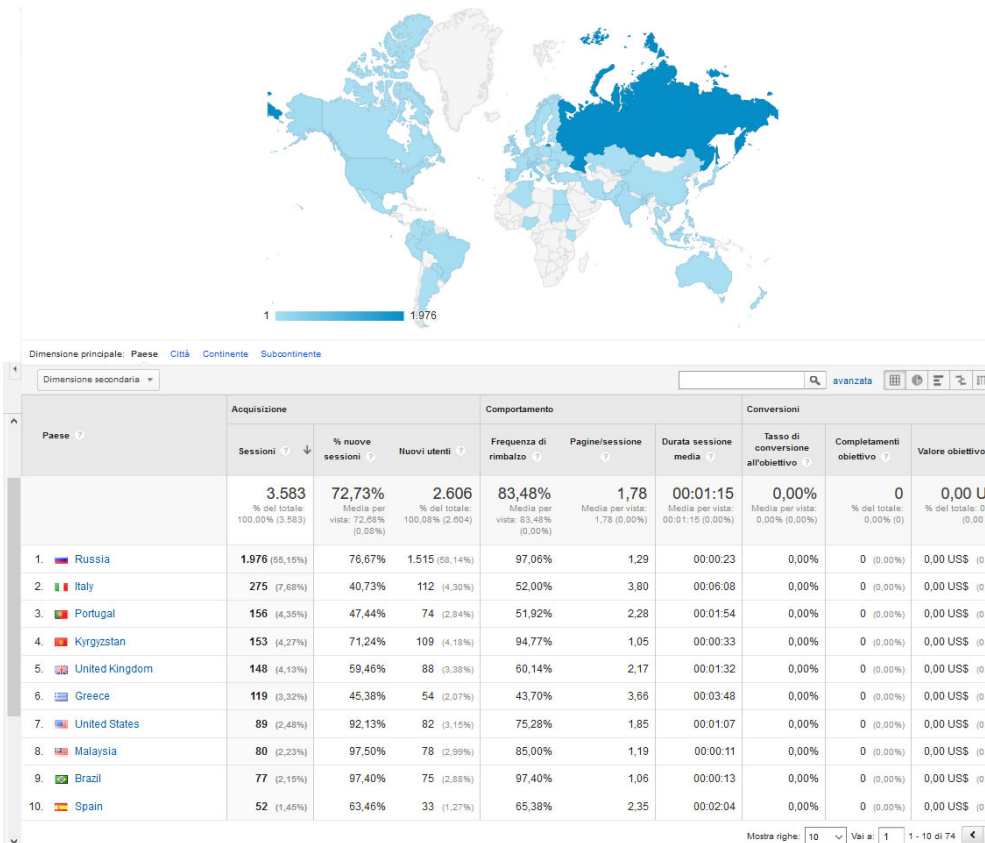 1 1.976
Dimensione principale: Paese Città Continente Subcontinente
Dimensione secondaria avanzata
Paese ? Acquisizione Comportamento Conversioni
Sessioni ? % nuove sessioni ? Nuovi utenti ? Frequenza di rimbalzo ? Pagine/sessione ? Durata sessione media ? Tasso di conversione all'obiettivo ? Completamenti obiettivo ? Valore obiettivo
3.583 72,73% 2.606 83,48% 1,78 00:01:15 0,00% 0 0,00 U
% del totale: 100,00% (3.583) Media per vista: 72,68% (0,08%) % del totale: 100,08% (2.604) Media per vista: 83,48% (0,00%) Media per vista: 1,78 (0,00%) Media per vista: 00:01:15 (0,00%) Media per vista: 0,00% (0,00%) % del totale: 0,00% (0) % del totale: 0 (0,00
1. Russia 1.976 (55,15%) 76,67% 1.515 (58,14%) 97,06% 1,29 00:00:23 0,00% 0 (0,00%) 0,00 US$ (0
2. Italy 275 (7,68%) 40,73% 112 (4,30%) 52,00% 3,80 00:06:08 0,00% 0 (0,00%) 0,00 US$ (0
3. Portugal 156 (4,35%) 47,44% 74 (2,84%) 51,92% 2,28 00:01:54 0,00% 0 (0,00%) 0,00 US$ (0
4. Kyrgyzstan 153 (4,27%) 71,24% 109 (4,18%) 94,77% 1,05 00:00:33 0,00% 0 (0,00%) 0,00 US$ (0
5. United Kingdom 148 (4,13%) 59,46% 88 (3,38%) 60,14% 2,17 00:01:32 0,00% 0 (0,00%) 0,00 US$ (0
6. Greece 119 (3,32%) 45,38% 54 (2,07%) 43,70% 3,66 00:03:48 0,00% 0 (0,00%) 0,00 US$ (0
7. United States 89 (2,48%) 92,13% 82 (3,15%) 75,28% 1,85 00:01:07 0,00% 0 (0,00%) 0,00 US$ (0
8. Malaysia 80 (2,23%) 97,50% 78 (2,99%) 85,00% 1,19 00:00:11 0,00% 0 (0,00%) 0,00 US$ (0
9. Brazil 77 (2,15%) 97,40% 75 (2,88%) 97,40% 1,06 00:00:13 0,00% 0 (0,00%) 0,00 US$ (0
10. Spain 52 (1,45%) 63,46% 33 (1,27%) 65,38% 2,35 00:02:04 0,00% 0 (0,00%) 0,00 US$ (0
Mostra righe: 10 Vai a: 1 1 - 10 di 74